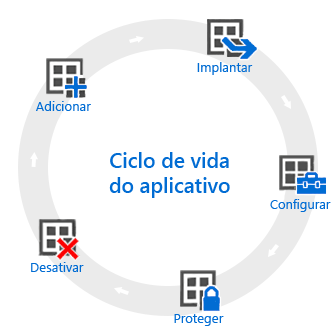 Implantar
Adicionar
Ciclo de vida
do aplicativo
Configurar
Desativar
Proteger